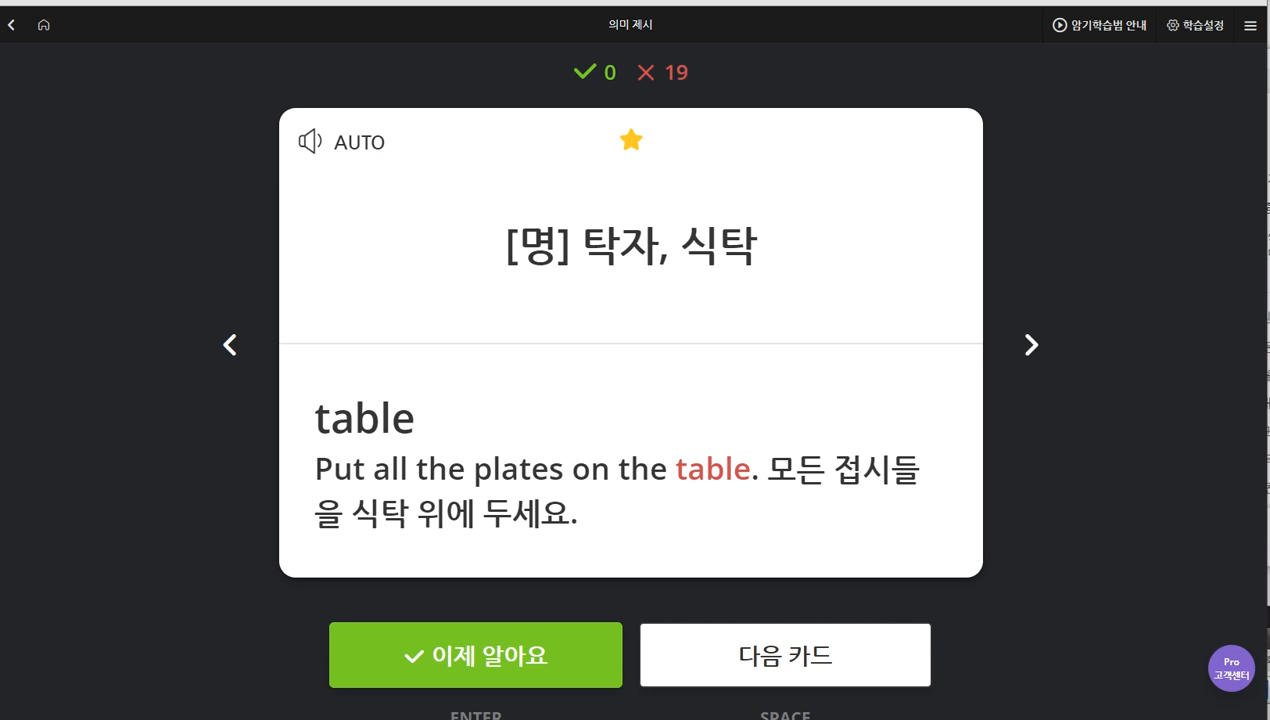 의미 제시
암기학습법 안내
학습설정
0 19
AUTO
[명] 탁자, 식탁
table
Put all the plates on the table. 모든 접시들
을 식탁 위에 두세요.
이제 알아요
다음 카드
Pro
고객센터
ENTER
SPACE